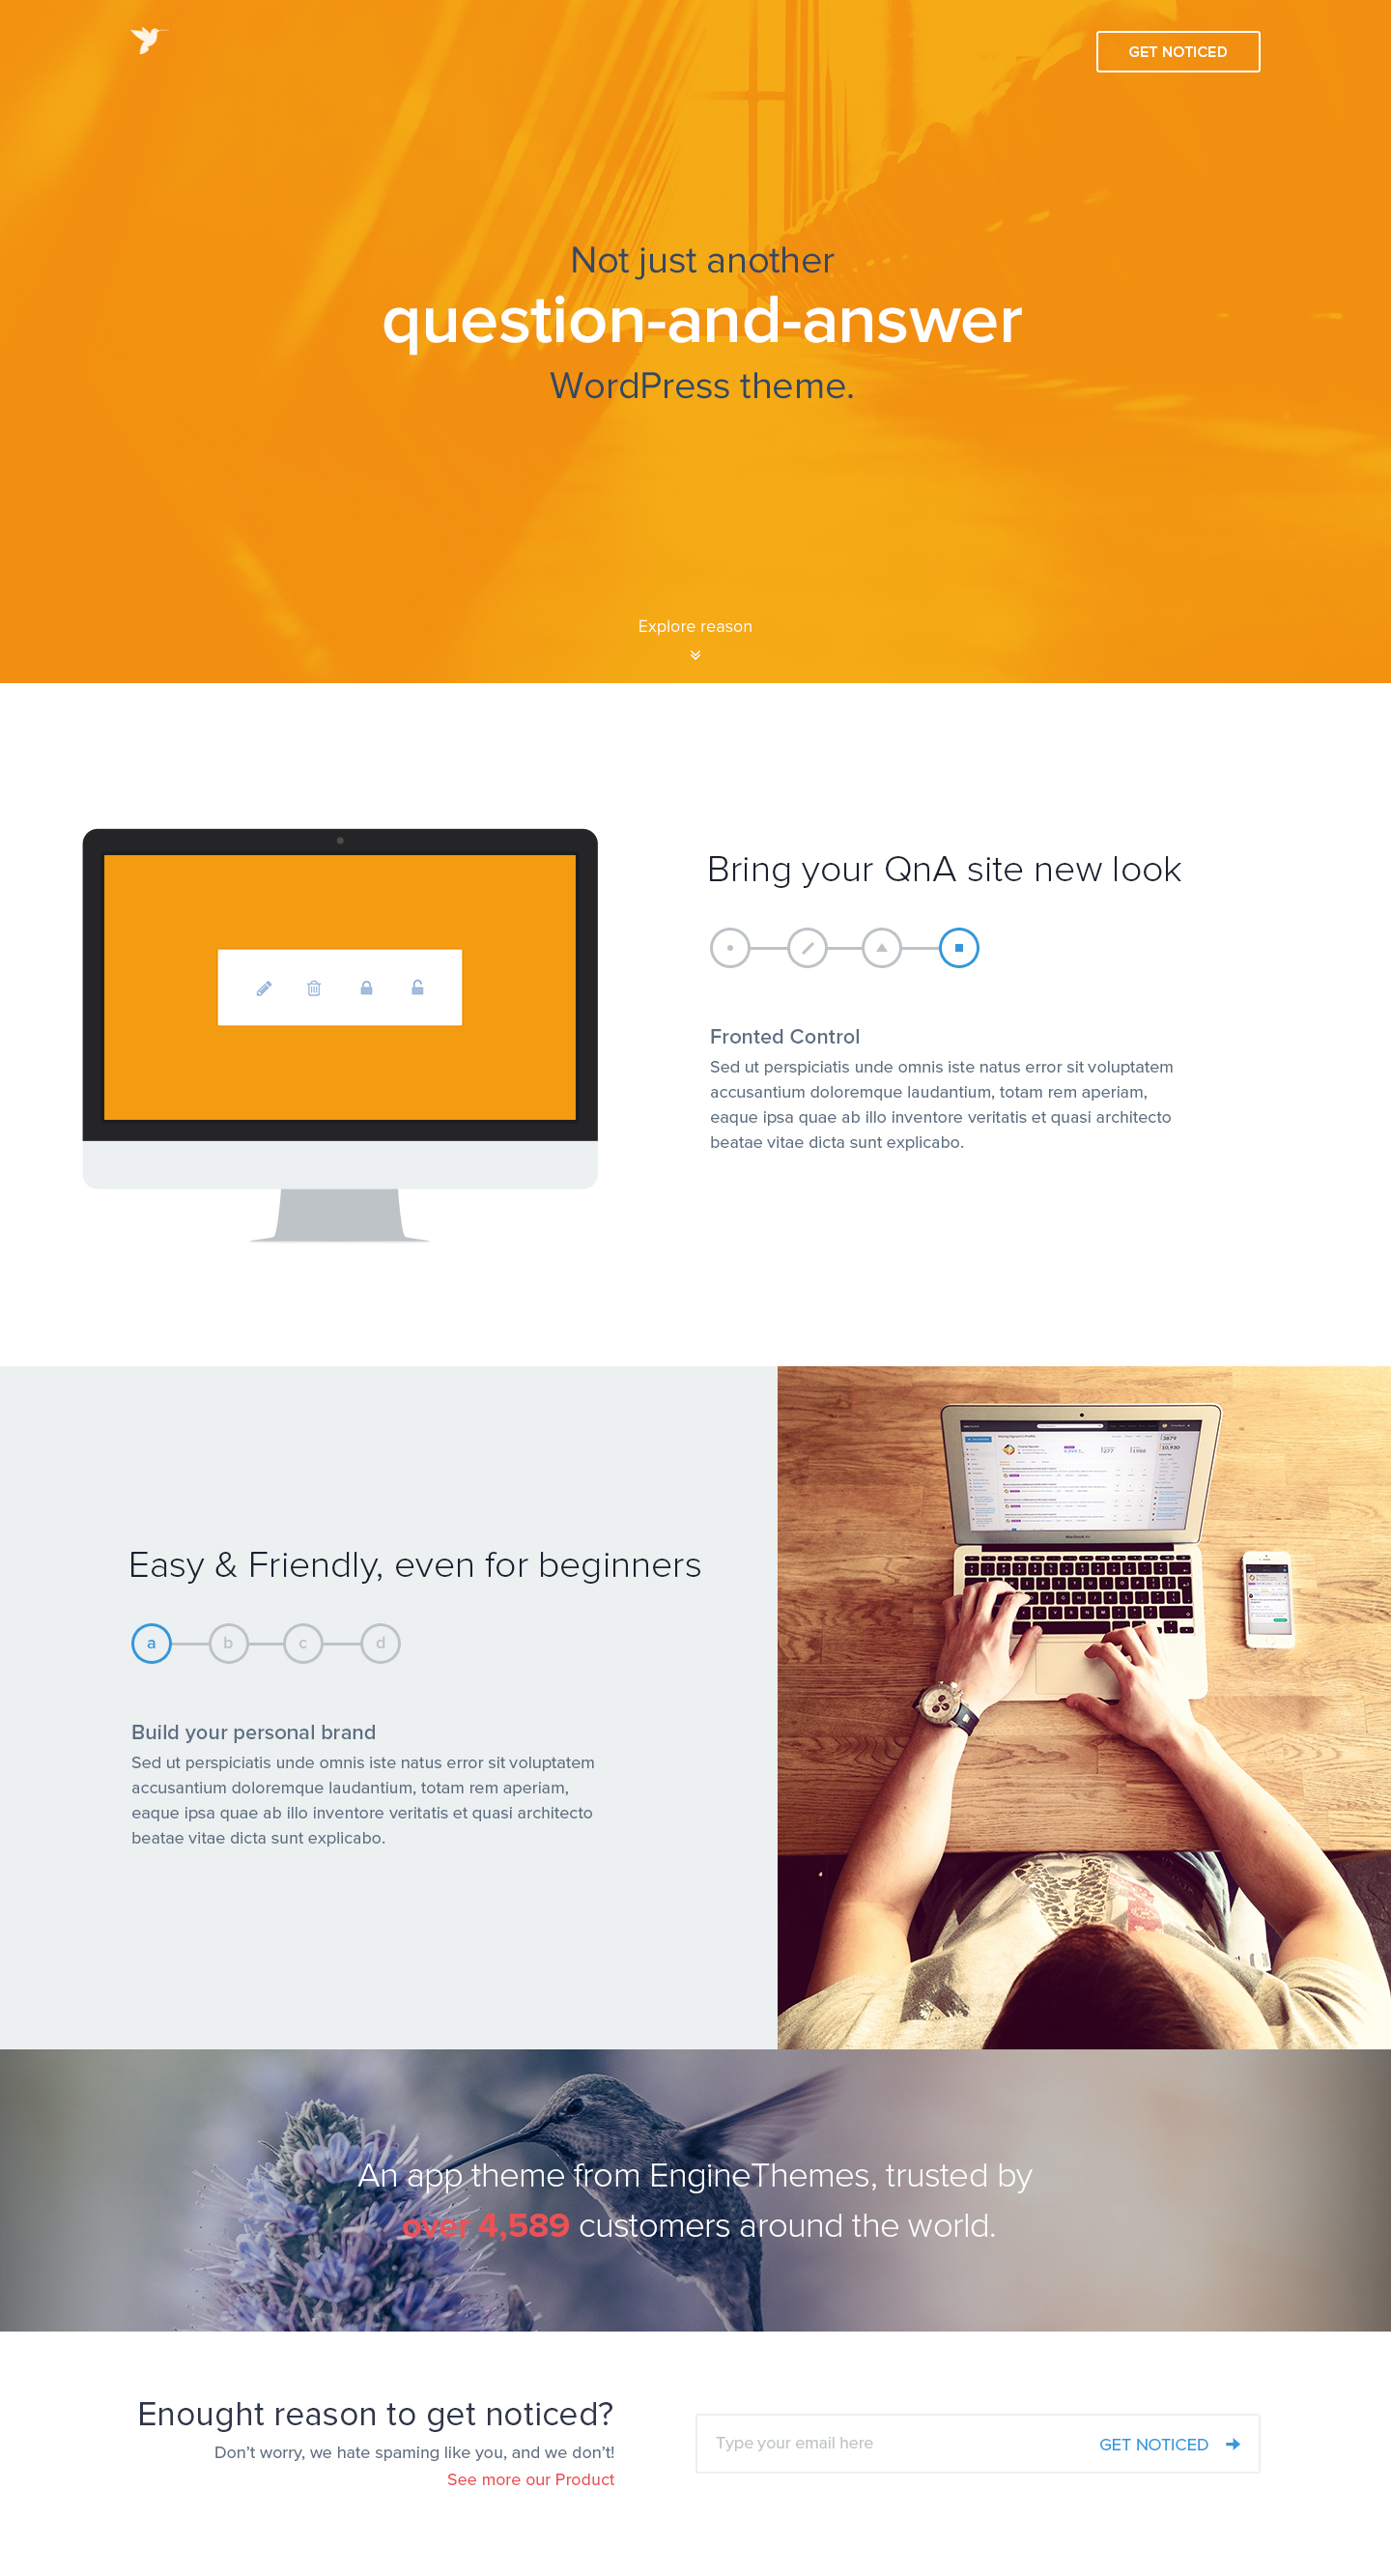 GET NOTICED
Not just another
question-and-answer
WordPress theme.
Explore reason
Bring your QnA site new look
Fronted Control
Sed ut perspiciatis unde omnis iste natus error sit voluptatem
accusantium doloremque laudantium, totam rem aperiam,
eaque ipsa quae ab illo inventore veritatis et quasi architecto
beatae vitae dicta sunt explicabo.
Easy & Friendly, even for beginners
a b c d
Build your personal brand
Sed ut perspiciatis unde omnis iste natus error sit voluptatem
accusantium doloremque laudantium, totam rem aperiam,
eaque ipsa quae ab illo inventore veritatis et quasi architecto
beatae vitae dicta sunt explicabo.
3879
10,930
MacBook Air
An app theme from EngineThemes, trusted by
over 4,589 customers around the world.
Enought reason to get noticed?
Don't worry, we hate spaming like you, and we don't!
See more our Product
Type your email here
GET NOTICED